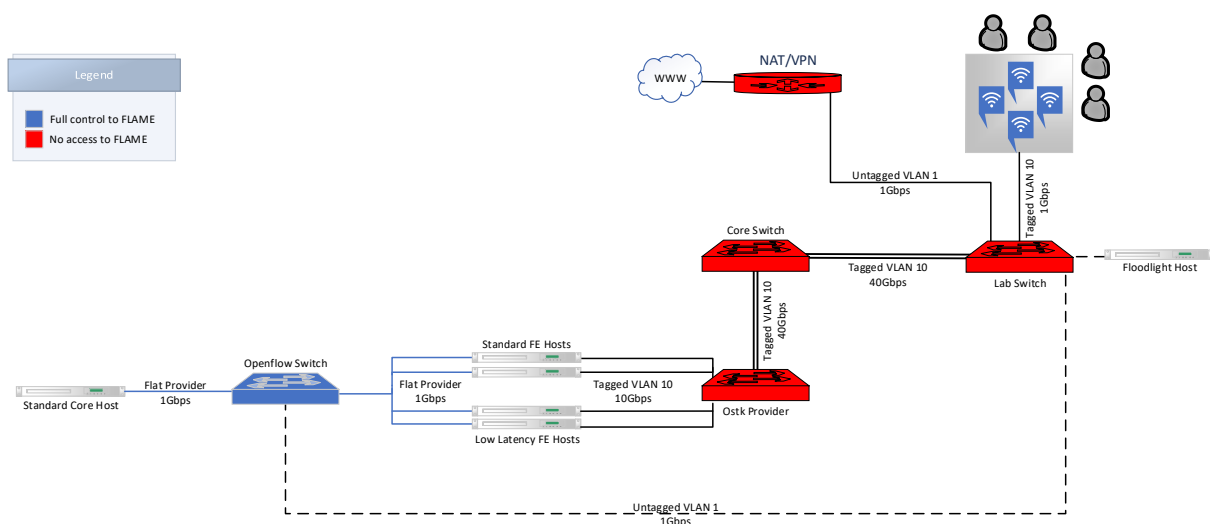 Legend
Full control to FLAME
No access to FLAME
WWW
NAT/VPN
Untagged VLAN 1
1Gbps
Tagged VLAN 10
1Gbps
Core Switch
Tagged VLAN 10
40Gbps
Lab Switch
Floodlight Host
Tagged VLAN 10
40Gbps
Standard FE Hosts
Openflow Switch
Flat Provider
1Gbps
Standard Core Host
Flat Provider
1Gbps
Tagged VLAN 10
10Gbps
Ostk Provider
Low Latency FE Hosts
Untagged VLAN 1
1Gbps